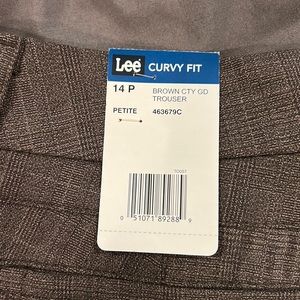 Lee CURVY FIT
14 P
BROWN CTY GD
TROUSER
PETITE
463679C
0 51071 89288 9